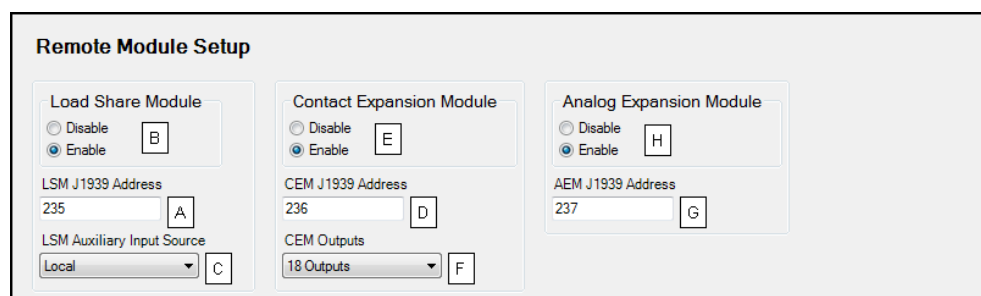 Remote Module Setup
Load Share Module
Disable
Enable
B
LSM J1939 Address
235
A
LSM Auxiliary Input Source
Local
C
Contact Expansion Module
Disable
Enable
E
CEM J1939 Address
236
D
CEM Outputs
18 Outputs
F
Analog Expansion Module
Disable
Enable
H
AEM J1939 Address
237
G